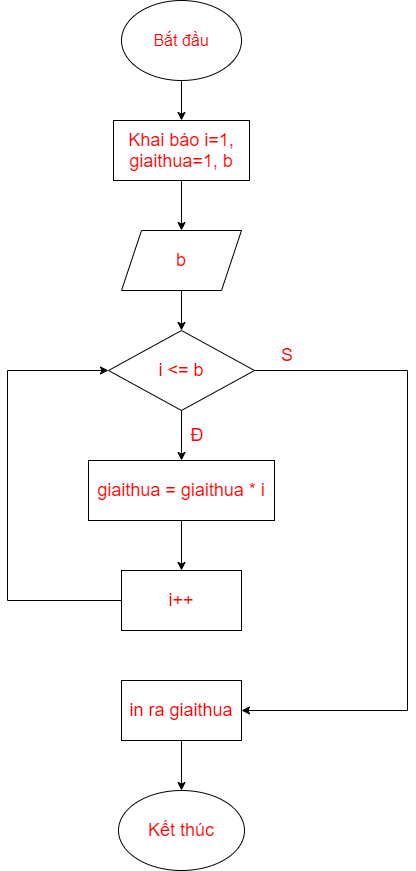 Bắt đầu
Khai báo i=1,
giaithua=1, b
b
i <= b
S
Đ
giaithua = giaithua * i
i++
in ra giaithua
Kết thúc